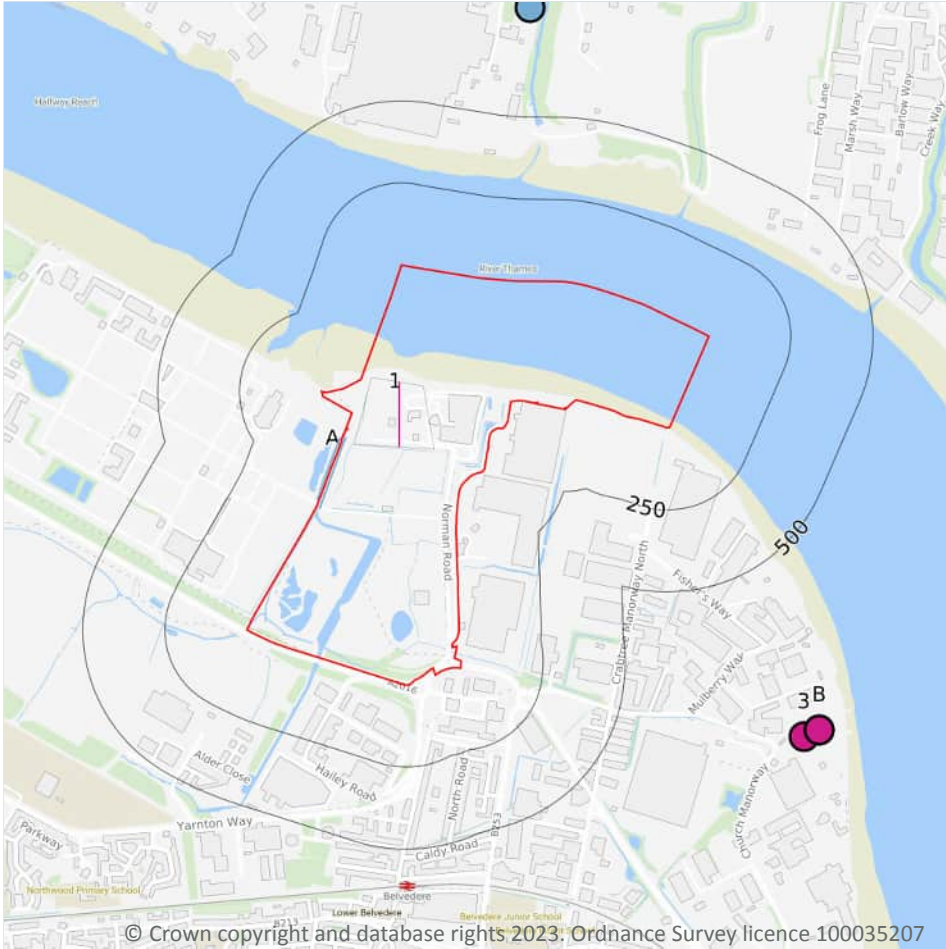 Halfway Reach
Frog Lane
Marsh Way
Barlow Way
Creek Way
River Thames
1
A
250
500
Norman Road
Crabtree Manorway North
Fisher's Way
Mulberry Way
3 B
A2016
Alder Close
Hailey Road
North Road
B253
Church Manorway
Yarnton Way
Parkway
Caldy Road
Northwood Primary School
Belvedere
Lower Belvedere
Belvedere Junior School
B213
© Crown copyright and database rights 2023. Ordnance Survey licence 100035207